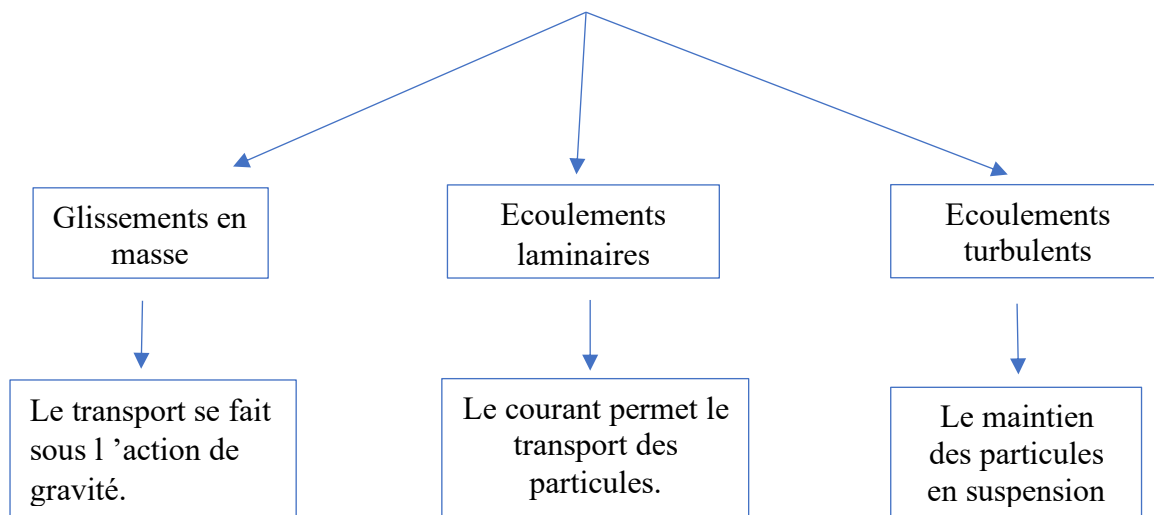 Glissements en
masse
Ecoulements
laminaires
Ecoulements
turbulents
Le transport se fait
sous l ’action de
gravité.
Le courant permet le
transport des
particules.
Le maintien
des particules
en suspension